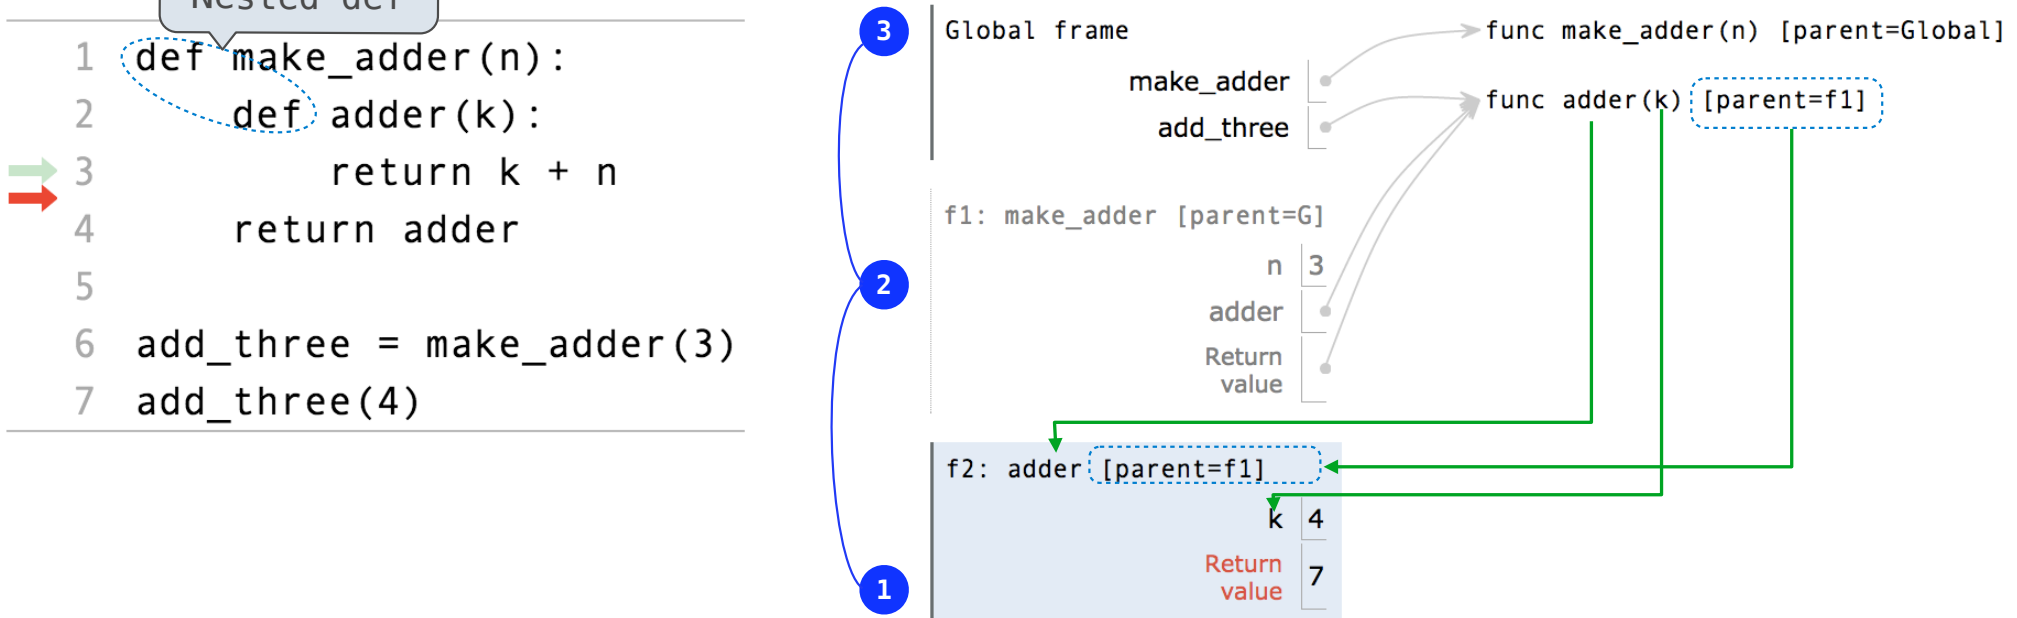 Nested def
1 def make_adder(n):
2 def adder(k):
3 return k + n
4 return adder
5
6 add_three = make_adder(3)
7 add_three(4)
3
Global frame
make_adder
add_three
func make_adder(n) [parent=Global]
func adder(k) [parent=f1]
2
f1: make_adder [parent=G]
n 3
adder
Return
value
1
f2: adder [parent=f1]
k 4
Return
value 7